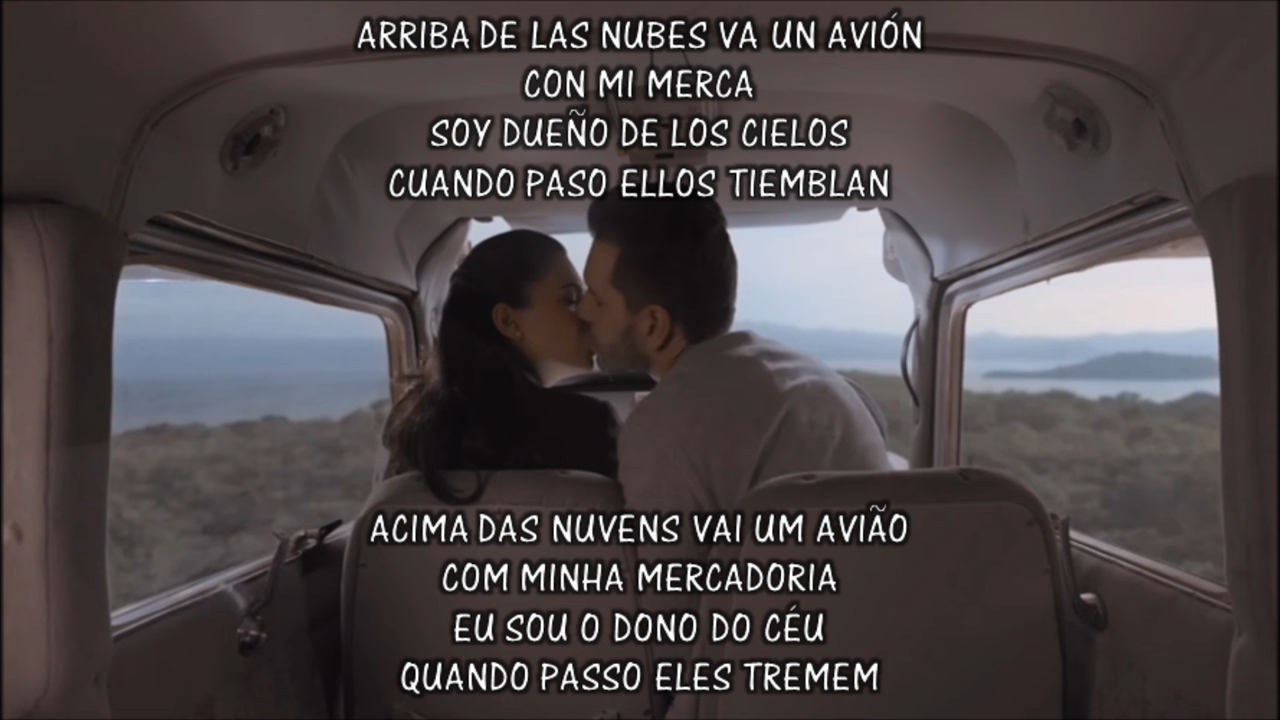 ARRIBA DE LAS NUBES VA UN AVIÓN
CON MI MERCA
SOY DUEÑO DE LOS CIELOS
CUANDO PASO ELLOS TIEMBLAN
ACIMA DAS NUVENS VAI UM AVIÃO
COM MINHA MERCADORIA
EU SOU O DONO DO CÉU
QUANDO PASSO ELES TREMEM